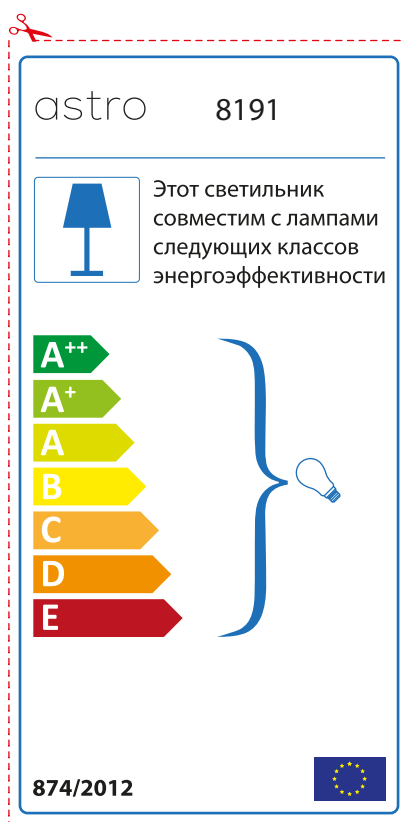 astro 8191
Этот светильник
совместим с лампами
следующих классов
энергоэффективности
A++
A+
A
B
C
D
E
874/2012